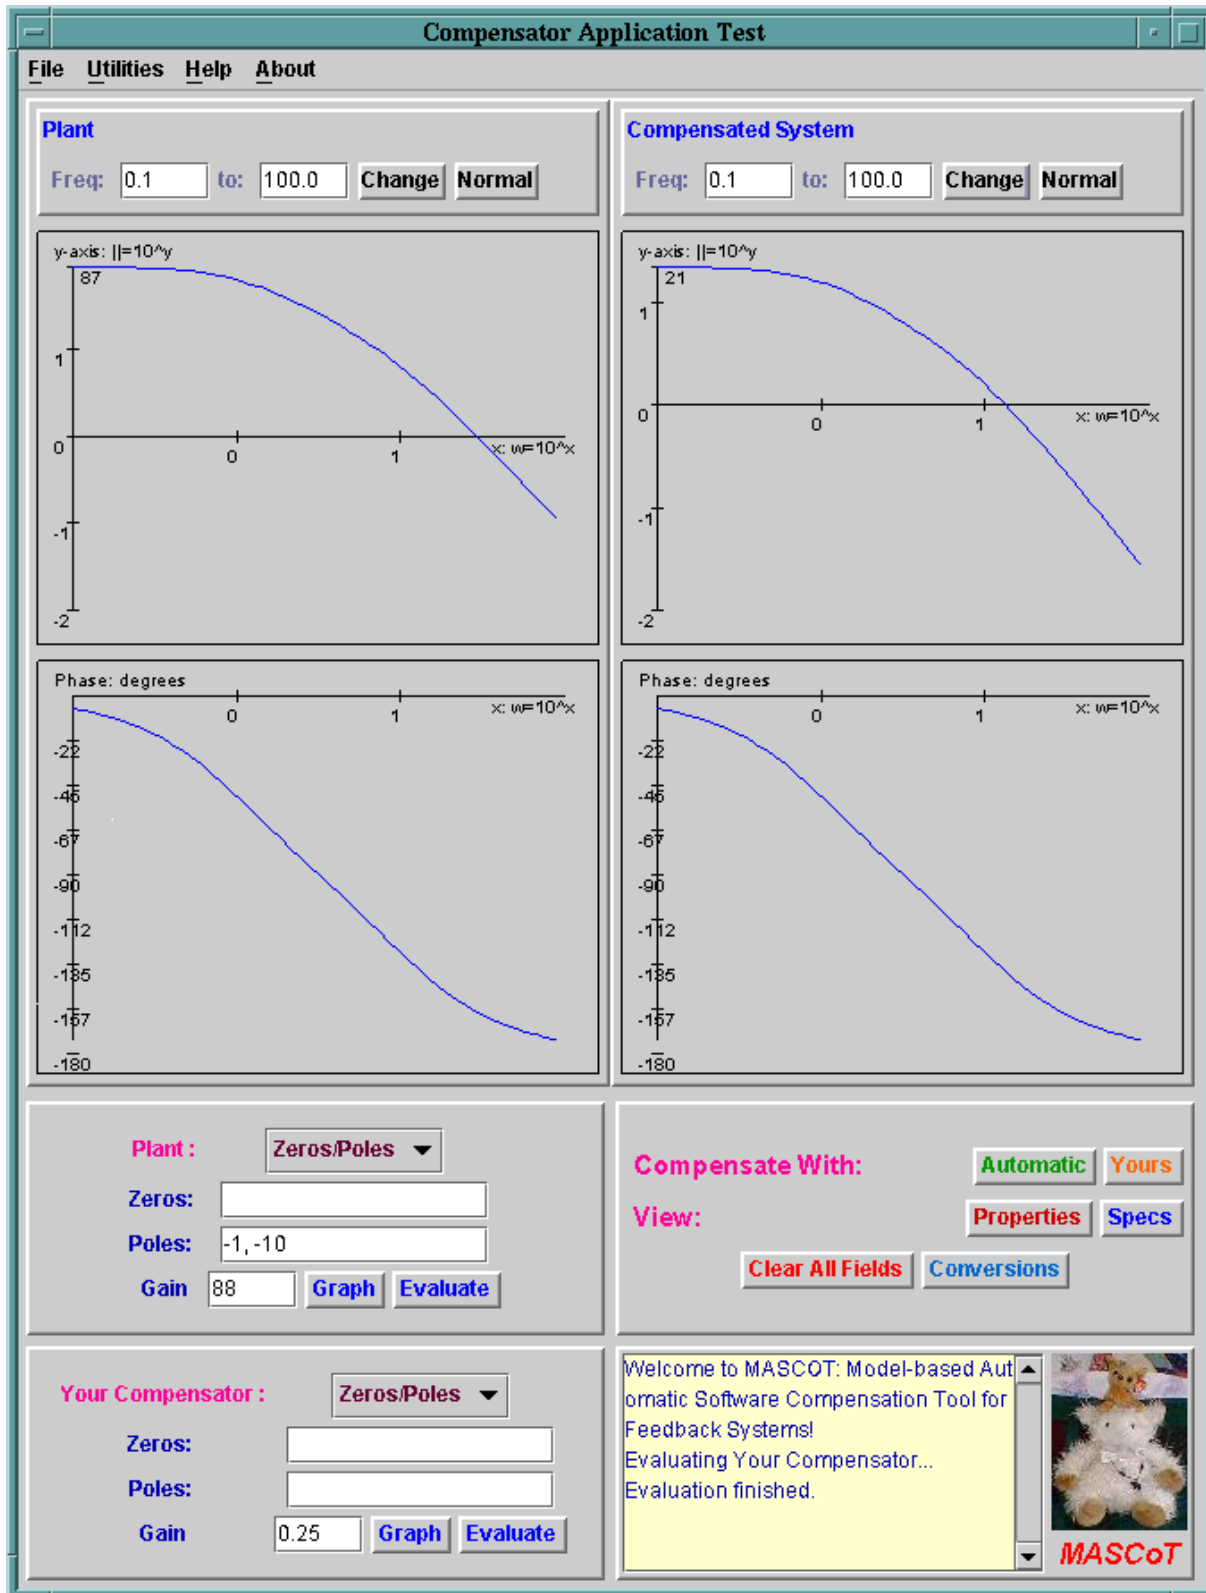 Compensator Application Test
File Utilities Help About
Plant
Freq: 0.1 to: 100.0 Change Normal
y-axis: ||=10^y
87
1
0
0 1 x: w=10^x
-1
-2
Phase: degrees
0 1 x: w=10^x
-22
-45
-67
-90
-112
-135
-157
-180
Compensated System
Freq: 0.1 to: 100.0 Change Normal
y-axis: ||=10^y
21
1
0
0 1 x: w=10^x
-1
-2
Phase: degrees
0 1 x: w=10^x
-22
-45
-67
-90
-112
-135
-157
-180
Plant : Zeros/Poles
Zeros:
Poles: -1, -10
Gain 88 Graph Evaluate
Compensate With: Automatic Yours
View: Properties Specs
Clear All Fields Conversions
Your Compensator : Zeros/Poles
Zeros:
Poles:
Gain 0.25 Graph Evaluate
Welcome to MASCOT: Model-based Aut
omatic Software Compensation Tool for
Feedback Systems!
Evaluating Your Compensator...
Evaluation finished.
MASCoT